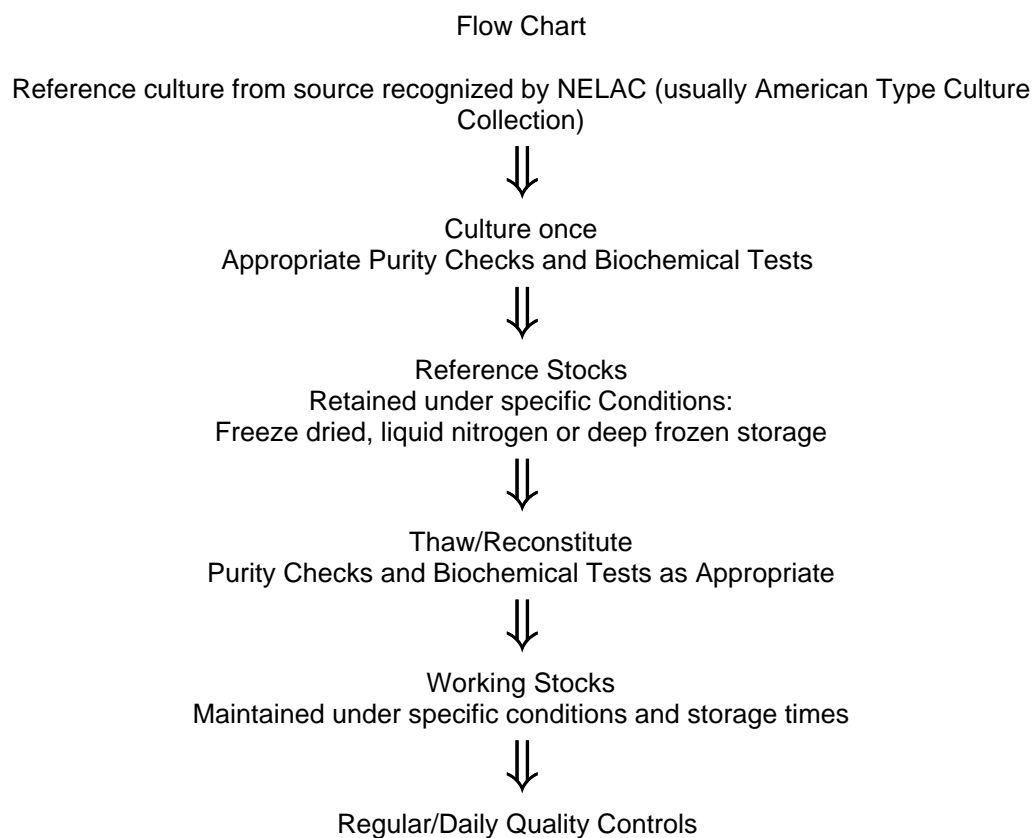 Flow Chart
Reference culture from source recognized by NELAC (usually American Type Culture
Collection)
Culture once
Appropriate Purity Checks and Biochemical Tests
Reference Stocks
Retained under specific Conditions:
Freeze dried, liquid nitrogen or deep frozen storage
Thaw/Reconstitute
Purity Checks and Biochemical Tests as Appropriate
Working Stocks
Maintained under specific conditions and storage times
Regular/Daily Quality Controls